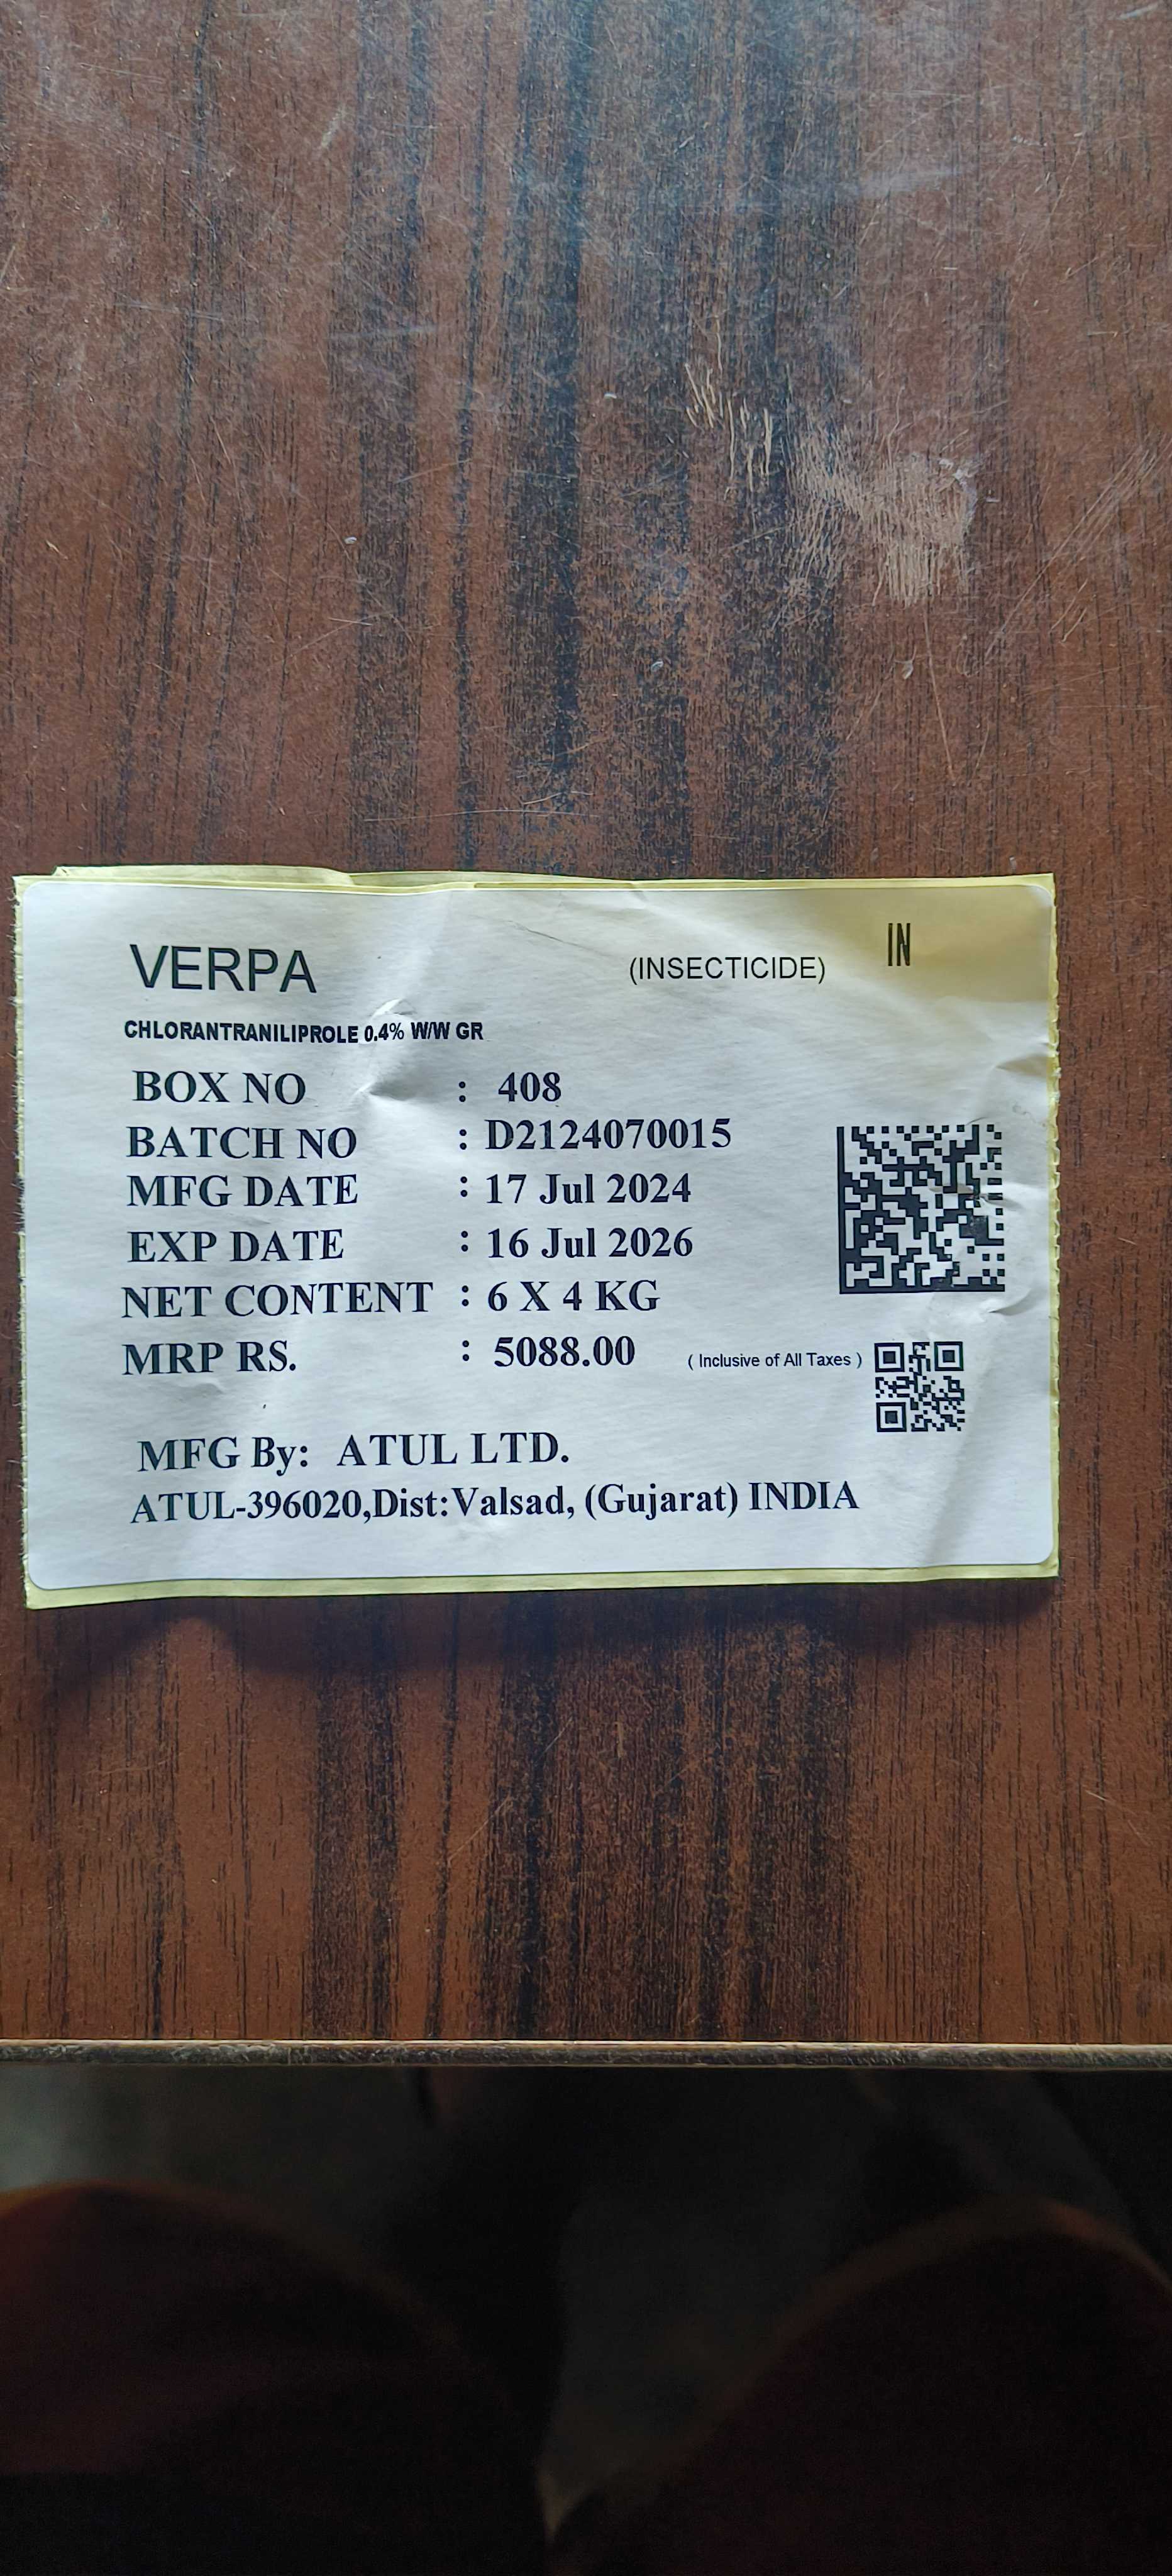 VERPA (INSECTICIDE) IN
CHLORANTRANILIPROLE 0.4% W/W GR
BOX NO : 408
BATCH NO : D2124070015
MFG DATE : 17 Jul 2024
EXP DATE : 16 Jul 2026
NET CONTENT : 6 X 4 KG
MRP RS. : 5088.00 ( Inclusive of All Taxes )
MFG By: ATUL LTD.
ATUL-396020,Dist:Valsad, (Gujarat) INDIA